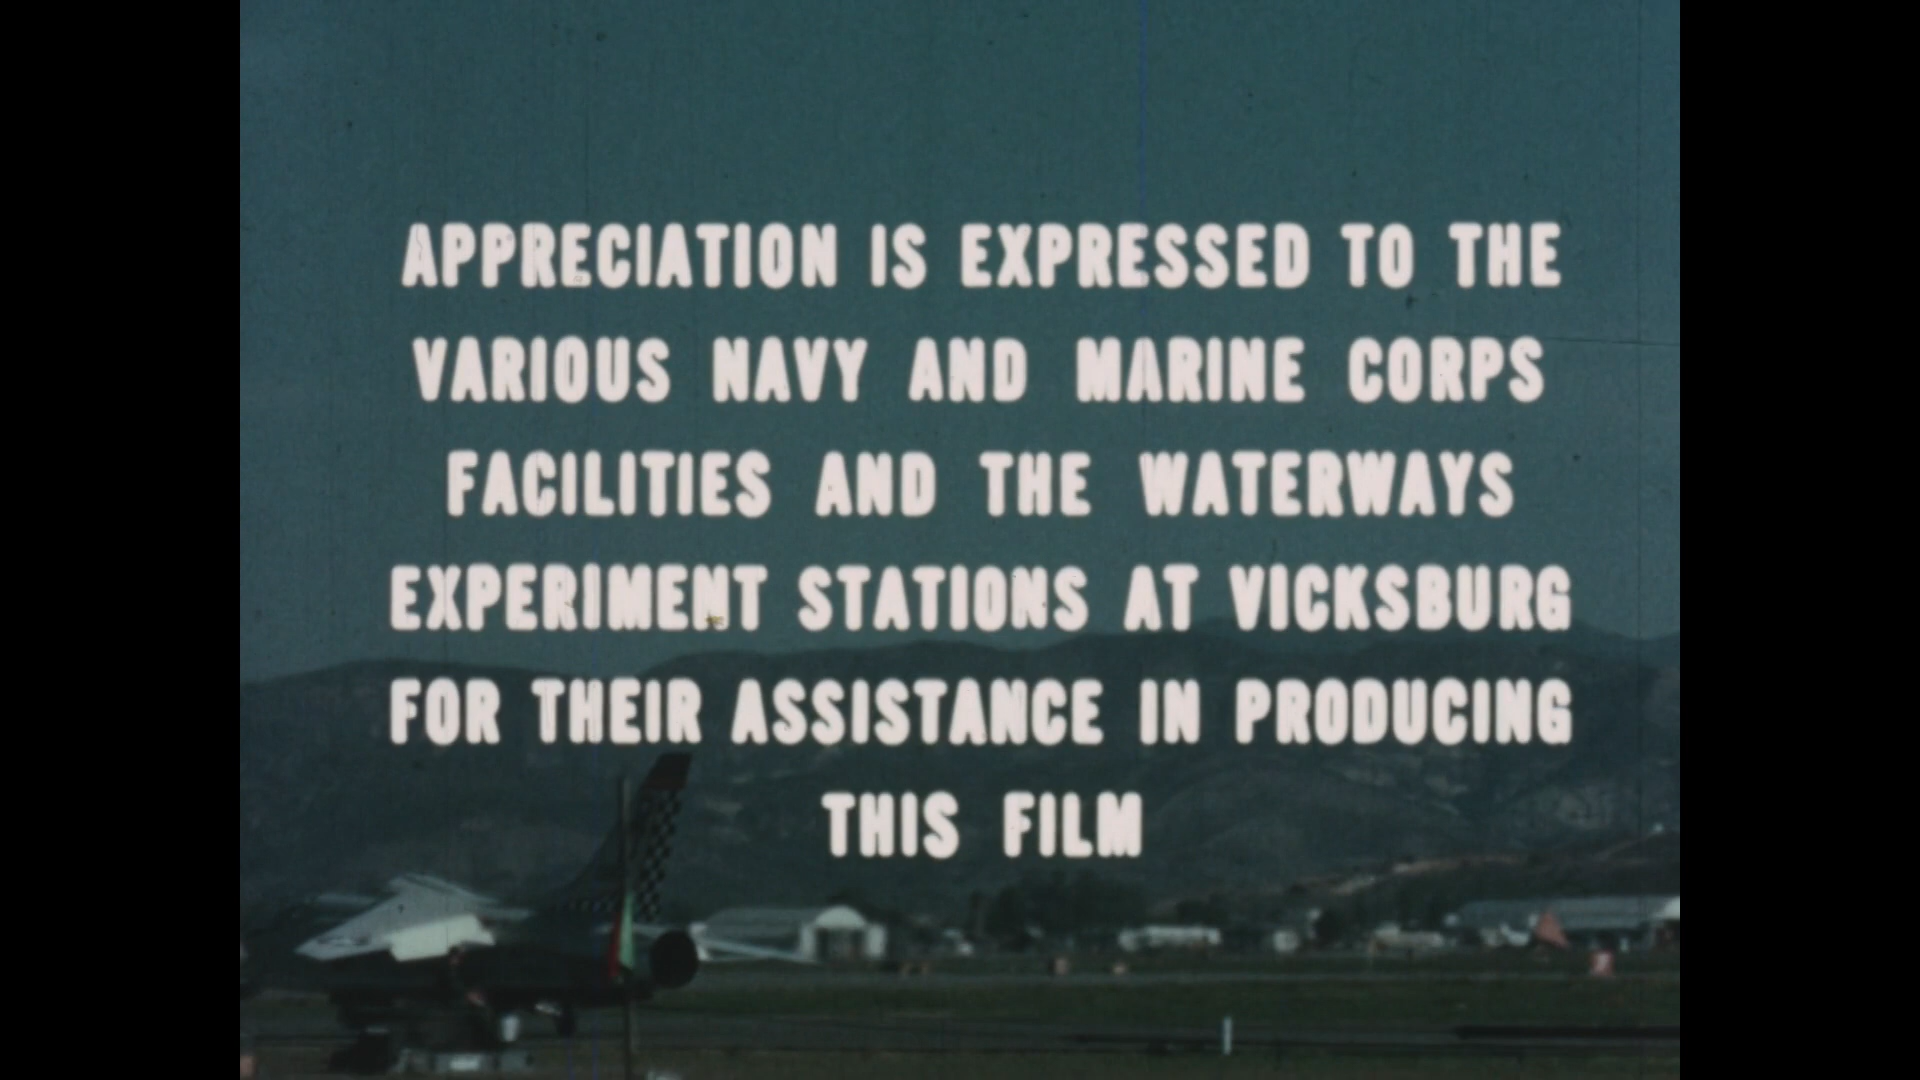 APPRECIATION IS EXPRESSED TO THE
VARIOUS NAVY AND MARINE CORPS
FACILITIES AND THE WATERWAYS
EXPERIMENT STATIONS AT VICKSBURG
FOR THEIR ASSISTANCE IN PRODUCING
THIS FILM